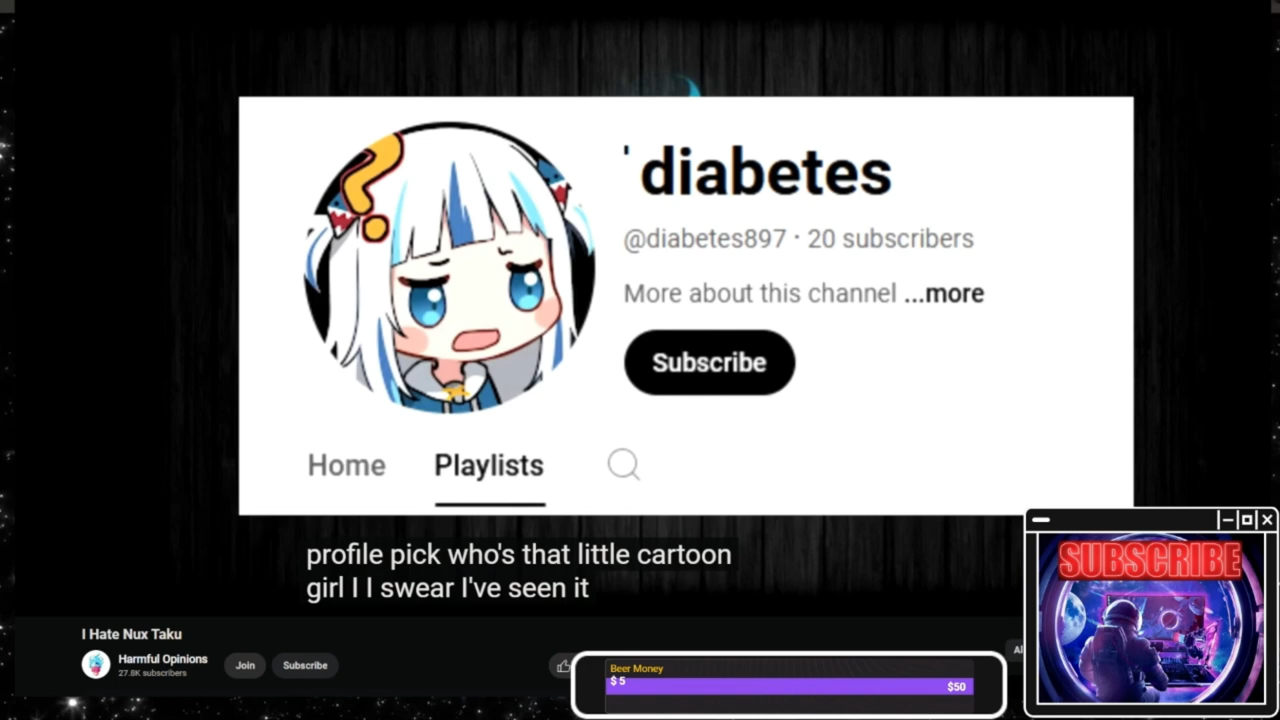 ' diabetes
@diabetes897 · 20 subscribers
More about this channel ...more
Subscribe
Home
Playlists
profile pick who's that little cartoon
girl I I swear I've seen it
I Hate Nux Taku
Harmful Opinions
27.8K subscribers
Join
Subscribe
Al
Beer Money
$ 5
$50
SUBSCRIBE